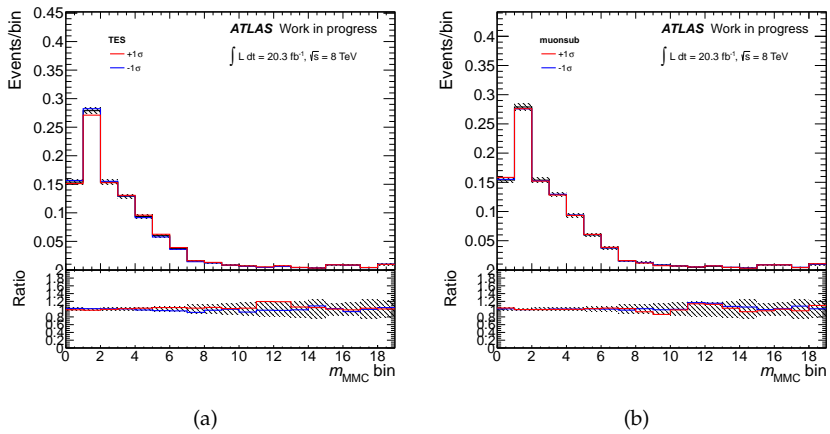 Events/bin
0.4
0.35
0.3
0.25
0.2
0.15
0.1
0.05
0
TES
+1σ
-1σ
ATLAS Work in progress
∫ L dt = 20.3 fb⁻¹, √s = 8 TeV
Ratio
1.8
1.6
1.4
1.2
1
0.8
0.6
0.4
0.2
0
0 2 4 6 8 10 12 14 16 18
m_MMC bin
(a)
Events/bin
0.45
0.4
0.35
0.3
0.25
0.2
0.15
0.1
0.05
0
muonsub
+1σ
-1σ
ATLAS Work in progress
∫ L dt = 20.3 fb⁻¹, √s = 8 TeV
Ratio
1.8
1.6
1.4
1.2
1
0.8
0.6
0.4
0.2
0
0 2 4 6 8 10 12 14 16 18
m_MMC bin
(b)